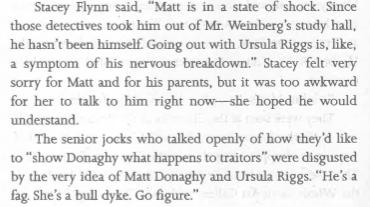 Stacey Flynn said, “Matt is in a state of shock. Since
those detectives took him out of Mr. Weinberg’s study hall,
he hasn’t been himself. Going out with Ursula Riggs is, like,
a symptom of his nervous breakdown.” Stacey felt very
sorry for Matt and for his parents, but it was too awkward
for her to talk to him right now—she hoped he would
understand.
The senior jocks who talked openly of how they’d like
to “show Donaghy what happens to traitors” were disgusted
by the very idea of Matt Donaghy and Ursula Riggs. “He’s a
fag. She’s a bull dyke. Go figure.”